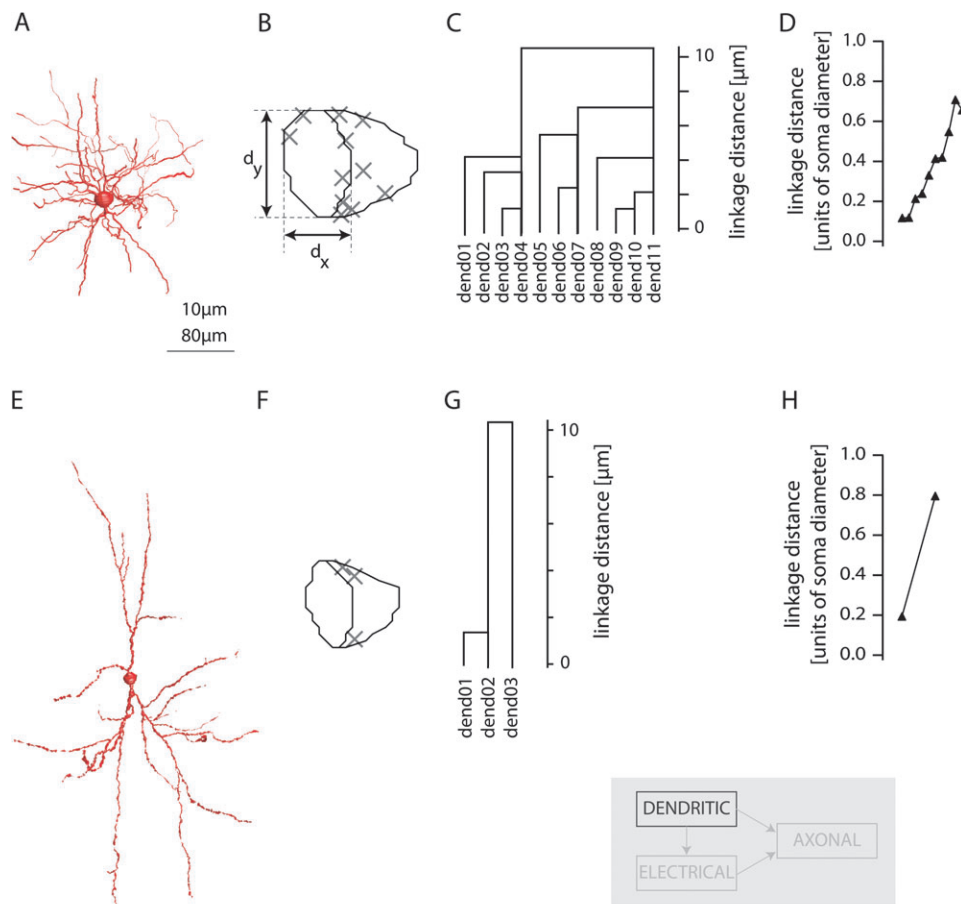 A
B
C
D
d_y
d_x
10µm
80µm
10
0
linkage distance [µm]
dend01
dend02
dend03
dend04
dend05
dend06
dend07
dend08
dend09
dend10
dend11
linkage distance
[units of soma diameter]
1.0
0.8
0.6
0.4
0.2
0.0
E
F
G
H
10
0
linkage distance [µm]
dend01
dend02
dend03
linkage distance
[units of soma diameter]
1.0
0.8
0.6
0.4
0.2
0.0
DENDRITIC
AXONAL
ELECTRICAL